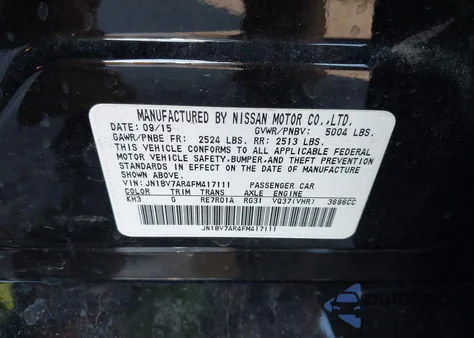 MANUFACTURED BY NISSAN MOTOR CO.,LTD.
DATE: 09/15 GVWR/PNBV: 5004 LBS.
GAWR/PNBE FR: 2524 LBS. RR: 2513 LBS.
THIS VEHICLE CONFORMS TO ALL APPLICABLE FEDERAL
MOTOR VEHICLE SAFETY,BUMPER,AND THEFT PREVENTION
STANDARDS IN EFFECT ON THE DATE OF MANUFACTURE
SHOWN ABOVE.
VIN: JN1BV7AR4FM417111 PASSENGER CAR
COLOR TRIM TRANS AXLE ENGINE
KH3 G RE7R01A RG31 VQ37(VHR) 3696CC
JN1BV7AR4FM417111